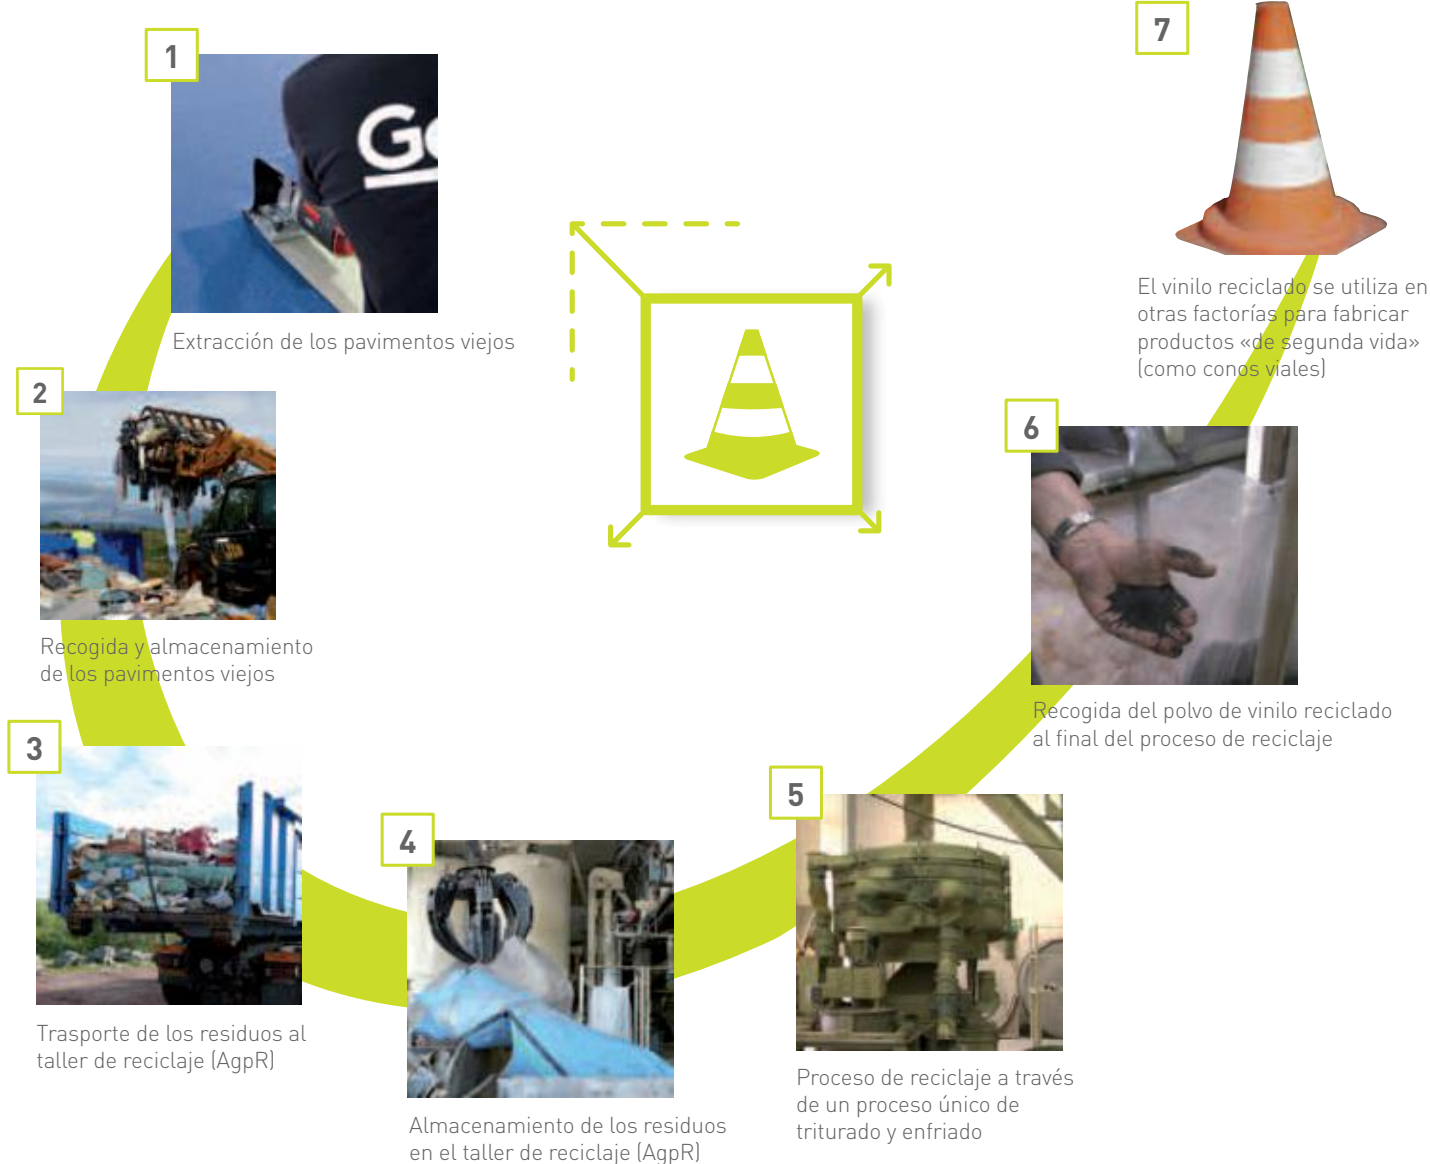 1
Ge
Extracción de los pavimentos viejos
2
Recogida y almacenamiento
de los pavimentos viejos
3
Trasporte de los residuos al
taller de reciclaje (AgpR)
4
Almacenamiento de los residuos
en el taller de reciclaje (AgpR)
5
Proceso de reciclaje a través
de un proceso único de
triturado y enfriado
6
Recogida del polvo de vinilo reciclado
al final del proceso de reciclaje
7
El vinilo reciclado se utiliza en
otras factorías para fabricar
productos «de segunda vida»
(como conos viales)